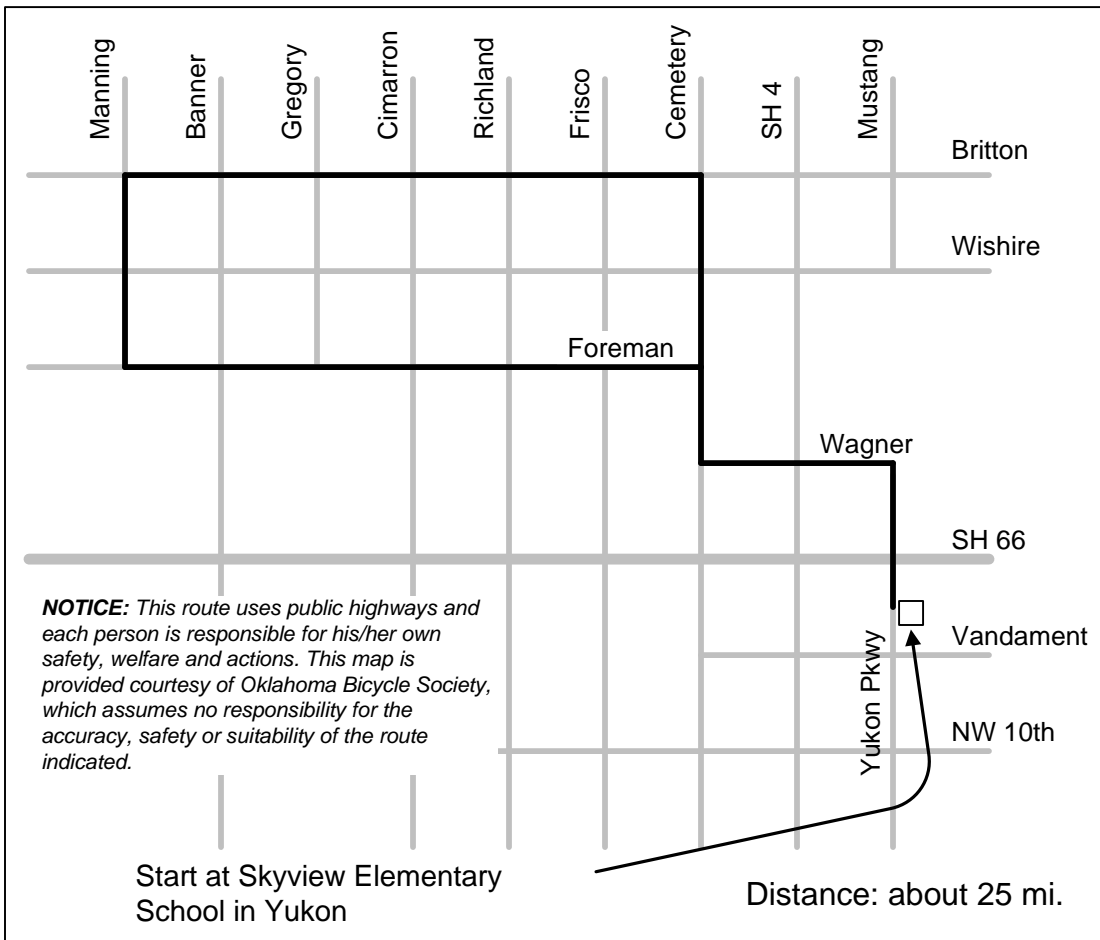 Manning
Banner
Gregory
Cimarron
Richland
Frisco
Cemetery
SH 4
Mustang
Britton
Wishire
Foreman
Wagner
SH 66
NOTICE: This route uses public highways and
each person is responsible for his/her own
safety, welfare and actions. This map is
provided courtesy of Oklahoma Bicycle Society,
which assumes no responsibility for the
accuracy, safety or suitability of the route
indicated.
Vandament
Yukon Pkwy
NW 10th
Start at Skyview Elementary
School in Yukon
Distance: about 25 mi.